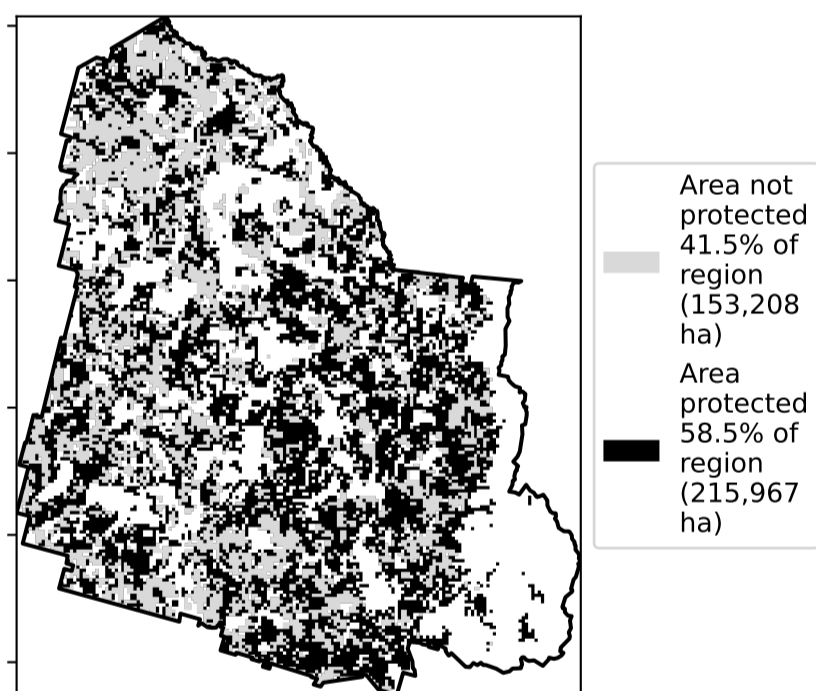 Area not
protected
41.5% of
region
(153,208
ha)
Area
protected
58.5% of
region
(215,967
ha)